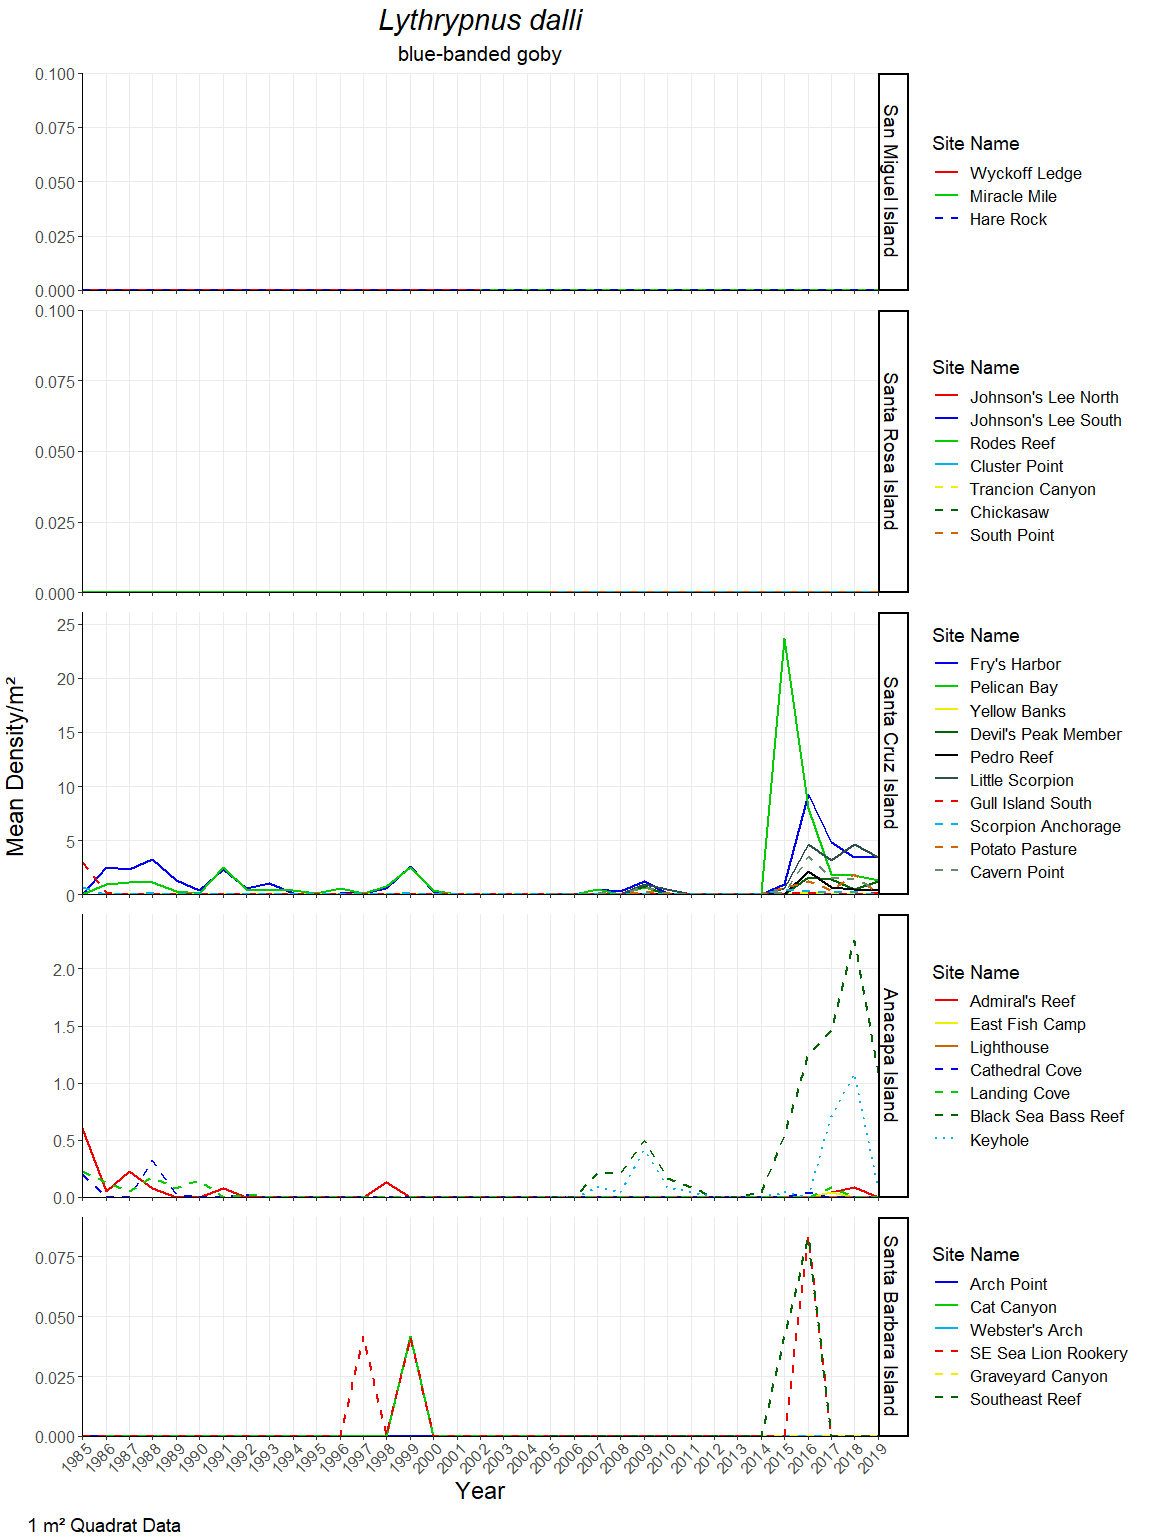 Lythrypnus dalli
blue-banded goby
Mean Density/m²
0.100
0.075
0.050
0.025
0.000
San Miguel Island
Site Name
Wyckoff Ledge
Miracle Mile
Hare Rock
0.100
0.075
0.050
0.025
0.000
Santa Rosa Island
Site Name
Johnson's Lee North
Johnson's Lee South
Rodes Reef
Cluster Point
Trancion Canyon
Chickasaw
South Point
25
20
15
10
5
0
Santa Cruz Island
Site Name
Fry's Harbor
Pelican Bay
Yellow Banks
Devil's Peak Member
Pedro Reef
Little Scorpion
Gull Island South
Scorpion Anchorage
Potato Pasture
Cavern Point
2.0
1.5
1.0
0.5
0.0
Anacapa Island
Site Name
Admiral's Reef
East Fish Camp
Lighthouse
Cathedral Cove
Landing Cove
Black Sea Bass Reef
Keyhole
0.075
0.050
0.025
0.000
Santa Barbara Island
Site Name
Arch Point
Cat Canyon
Webster's Arch
SE Sea Lion Rookery
Graveyard Canyon
Southeast Reef
1985 1986 1987 1988 1989 1990 1991 1992 1993 1994 1995 1996 1997 1998 1999 2000 2001 2002 2003 2004 2005 2006 2007 2008 2009 2010 2011 2012 2013 2014 2015 2016 2017 2018 2019
Year
1 m² Quadrat Data